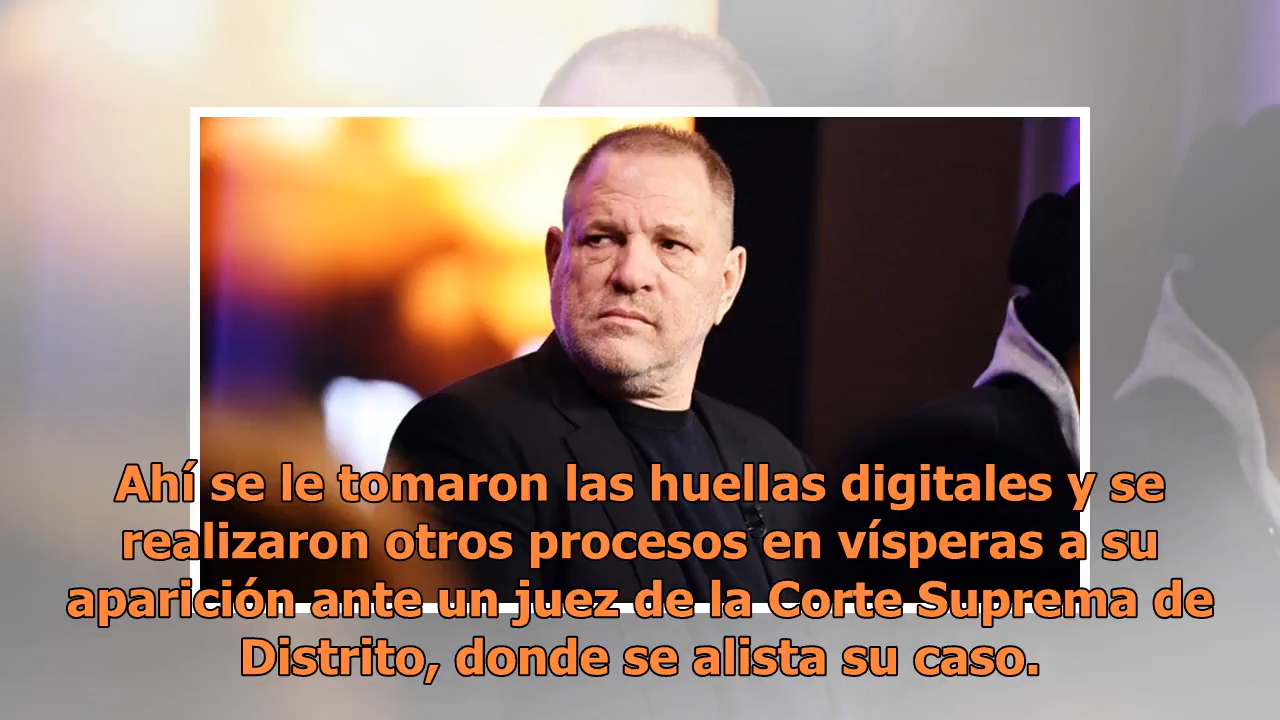 Ahí se le tomaron las huellas digitales y se
realizaron otros procesos en vísperas a su
aparición ante un juez de la Corte Suprema de
Distrito, donde se alista su caso.